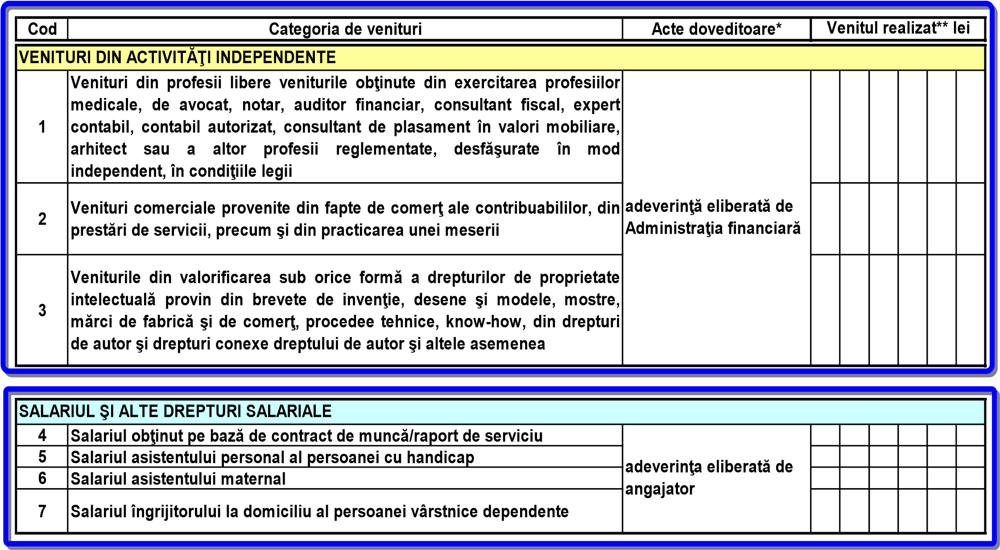 Cod Categoria de venituri Acte doveditoare* Venitul realizat** lei
VENITURI DIN ACTIVITĂŢI INDEPENDENTE
1
Venituri din profesii libere veniturile obţinute din exercitarea profesiilor
medicale, de avocat, notar, auditor financiar, consultant fiscal, expert
contabil, contabil autorizat, consultant de plasament în valori mobiliare,
arhitect sau a altor profesii reglementate, desfăşurate în mod
independent, în condiţiile legii
2
Venituri comerciale provenite din fapte de comerţ ale contribuabililor, din
prestări de servicii, precum şi din practicarea unei meserii
adeverinţă eliberată de
Administraţia financiară
3
Veniturile din valorificarea sub orice formă a drepturilor de proprietate
intelectuală provin din brevete de invenţie, desene şi modele, mostre,
mărci de fabrică şi de comerţ, procedee tehnice, know-how, din drepturi
de autor şi drepturi conexe dreptului de autor şi altele asemenea
SALARIUL ŞI ALTE DREPTURI SALARIALE
4 Salariul obţinut pe bază de contract de muncă/raport de serviciu
5 Salariul asistentului personal al persoanei cu handicap
6 Salariul asistentului maternal
7 Salariul îngrijitorului la domiciliu al persoanei vârstnice dependente
adeverinţa eliberată de
angajator